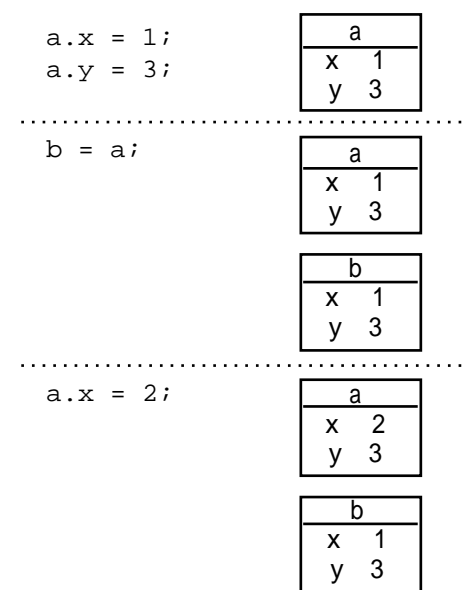 a.x = 1;
a.y = 3;
a
x 1
y 3
b = a;
a
x 1
y 3
b
x 1
y 3
a.x = 2;
a
x 2
y 3
b
x 1
y 3